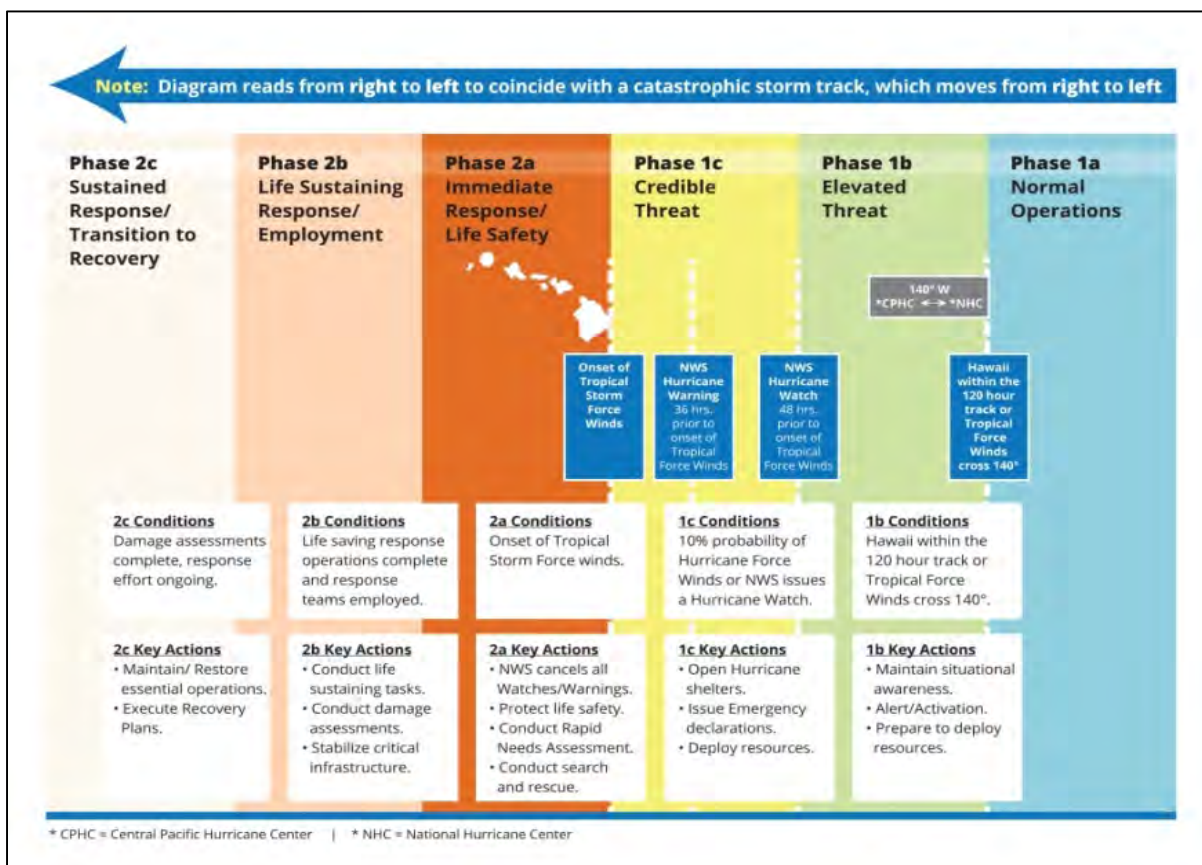 Note: Diagram reads from right to left to coincide with a catastrophic storm track, which moves from right to left
Phase 2c
Sustained
Response/
Transition to
Recovery
Phase 2b
Life Sustaining
Response/
Employment
Phase 2a
Immediate
Response/
Life Safety
Phase 1c
Credible
Threat
Phase 1b
Elevated
Threat
Phase 1a
Normal
Operations
140° W
*CPHC ↔ *NHC
Onset of
Tropical
Storm
Force
Winds
NWS
Hurricane
Warning
36 hrs.
prior to
onset of
Tropical
Force Winds
NWS
Hurricane
Watch
48 hrs.
prior to
onset of
Tropical
Force Winds
Hawaii
within the
120 hour
track or
Tropical
Force
Winds
cross 140°
2c Conditions
Damage assessments
complete, response
effort ongoing.
2b Conditions
Life saving response
operations complete
and response
teams employed.
2a Conditions
Onset of Tropical
Storm Force winds.
1c Conditions
10% probability of
Hurricane Force
Winds or NWS issues
a Hurricane Watch.
1b Conditions
Hawaii within the
120 hour track or
Tropical Force
Winds cross 140°.
2c Key Actions
• Maintain/ Restore
essential operations.
• Execute Recovery
Plans.
2b Key Actions
• Conduct life
sustaining tasks.
• Conduct damage
assessments.
• Stabilize critical
infrastructure.
2a Key Actions
• NWS cancels all
Watches/Warnings.
• Protect life safety.
• Conduct Rapid
Needs Assessment.
• Conduct search
and rescue.
1c Key Actions
• Open Hurricane
shelters.
• Issue Emergency
declarations.
• Deploy resources.
1b Key Actions
• Maintain situational
awareness.
• Alert/Activation.
• Prepare to deploy
resources.
* CPHC = Central Pacific Hurricane Center | * NHC = National Hurricane Center